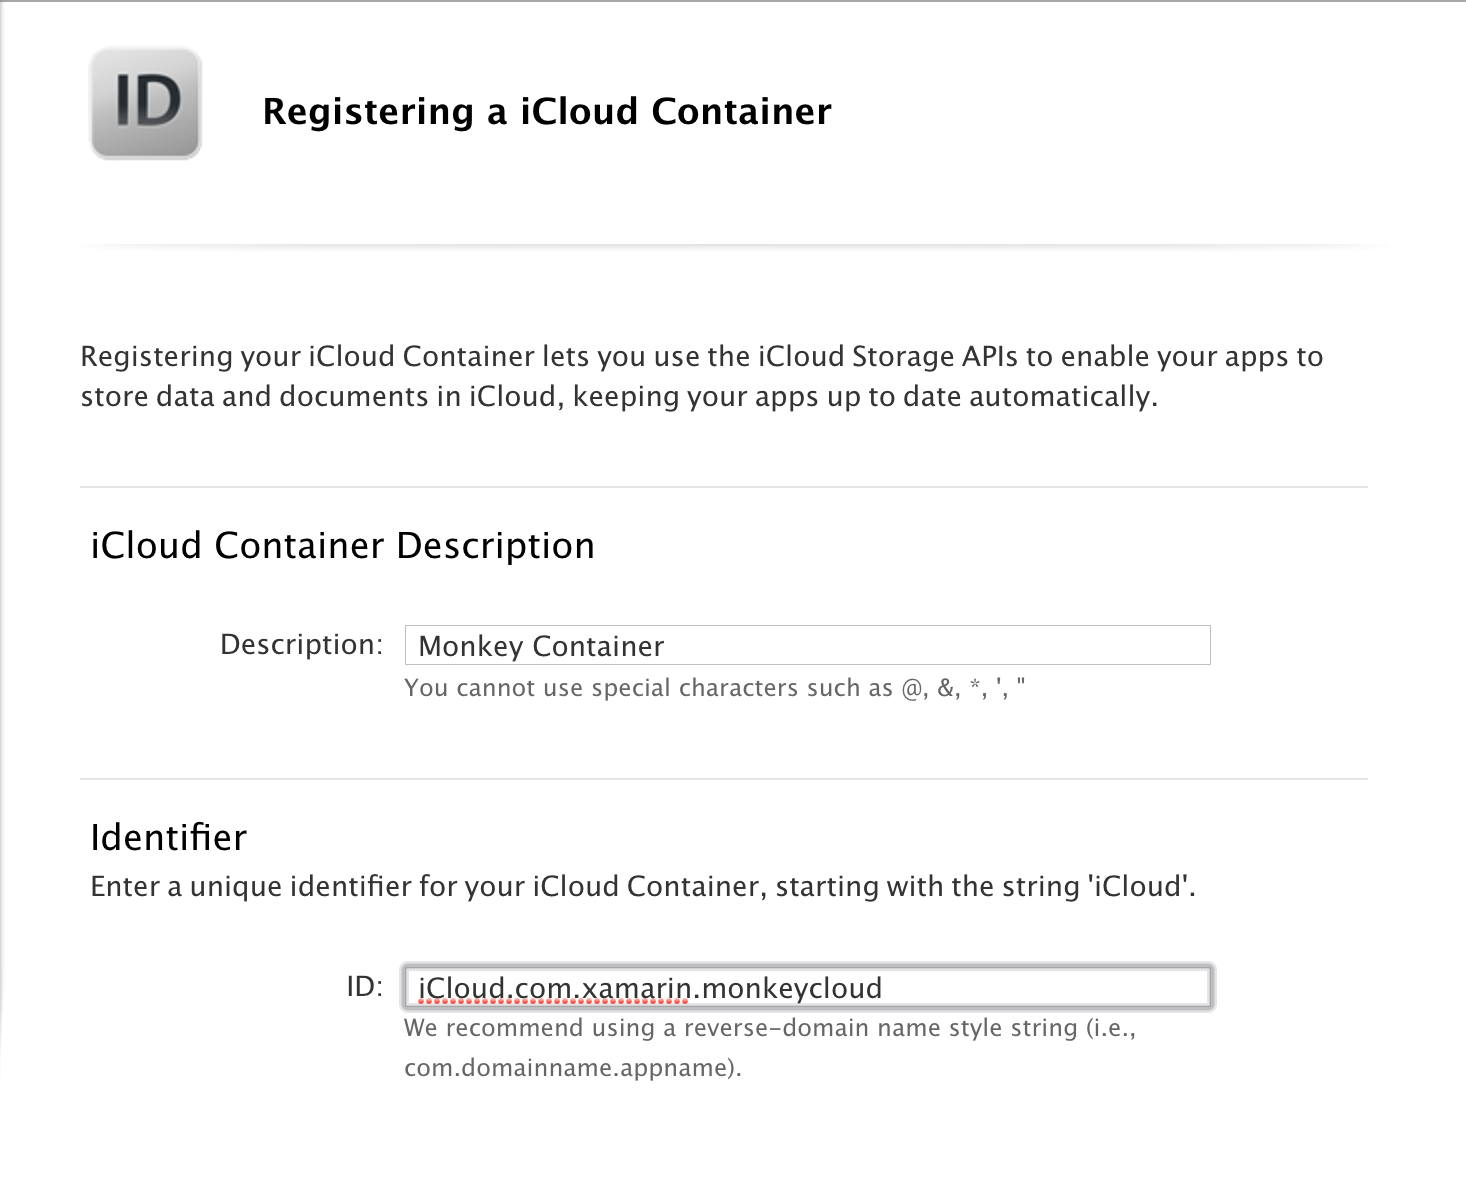 ID
Registering a iCloud Container
Registering your iCloud Container lets you use the iCloud Storage APIs to enable your apps to
store data and documents in iCloud, keeping your apps up to date automatically.
iCloud Container Description
Description: Monkey Container
You cannot use special characters such as @, &, *, ', "
Identifier
Enter a unique identifier for your iCloud Container, starting with the string 'iCloud'.
ID: iCloud.com.xamarin.monkeycloud
We recommend using a reverse-domain name style string (i.e.,
com.domainname.appname).